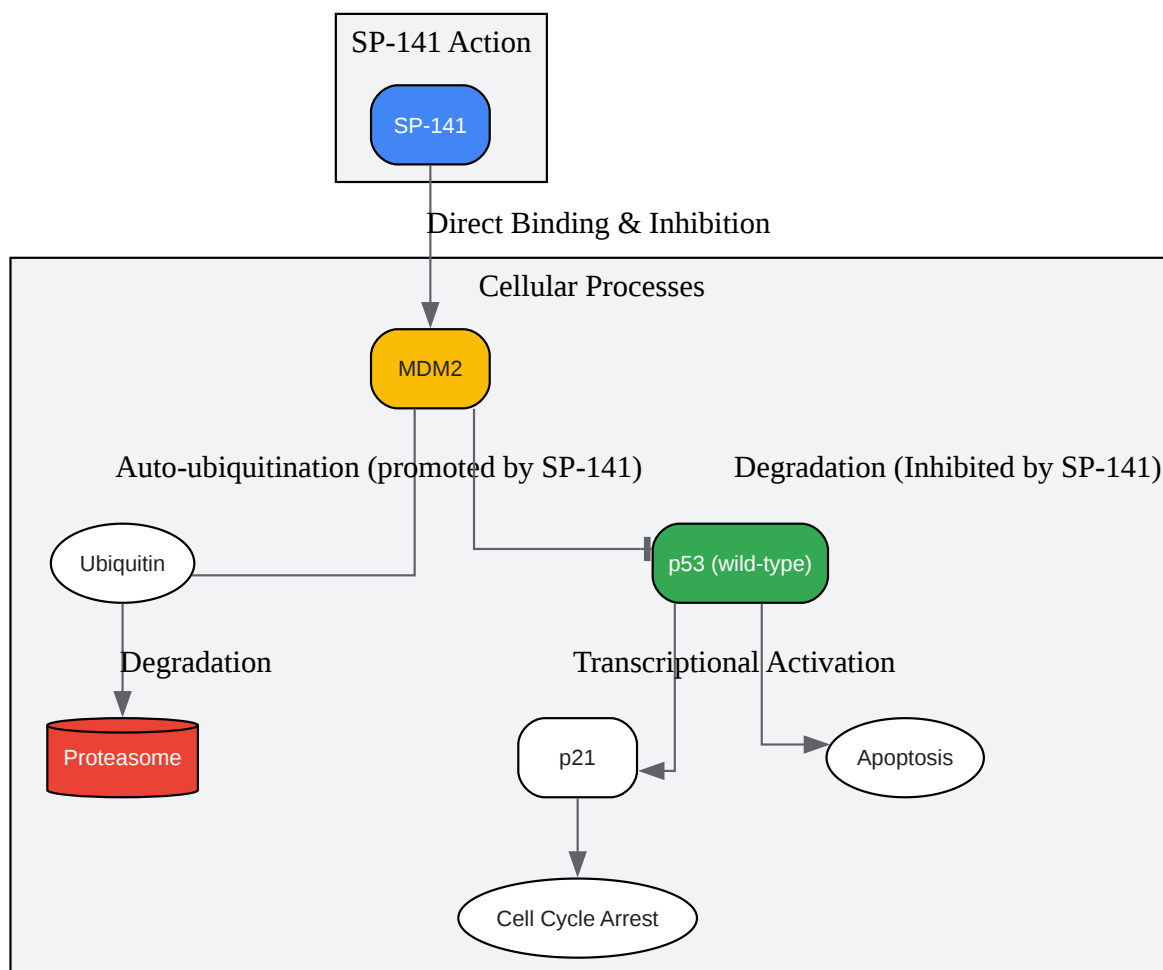 SP-141 Action
SP-141
Direct Binding & Inhibition
Cellular Processes
MDM2
Auto-ubiquitination (promoted by SP-141)
Degradation (Inhibited by SP-141)
Ubiquitin
p53 (wild-type)
Degradation
Transcriptional Activation
Proteasome
p21
Apoptosis
Cell Cycle Arrest